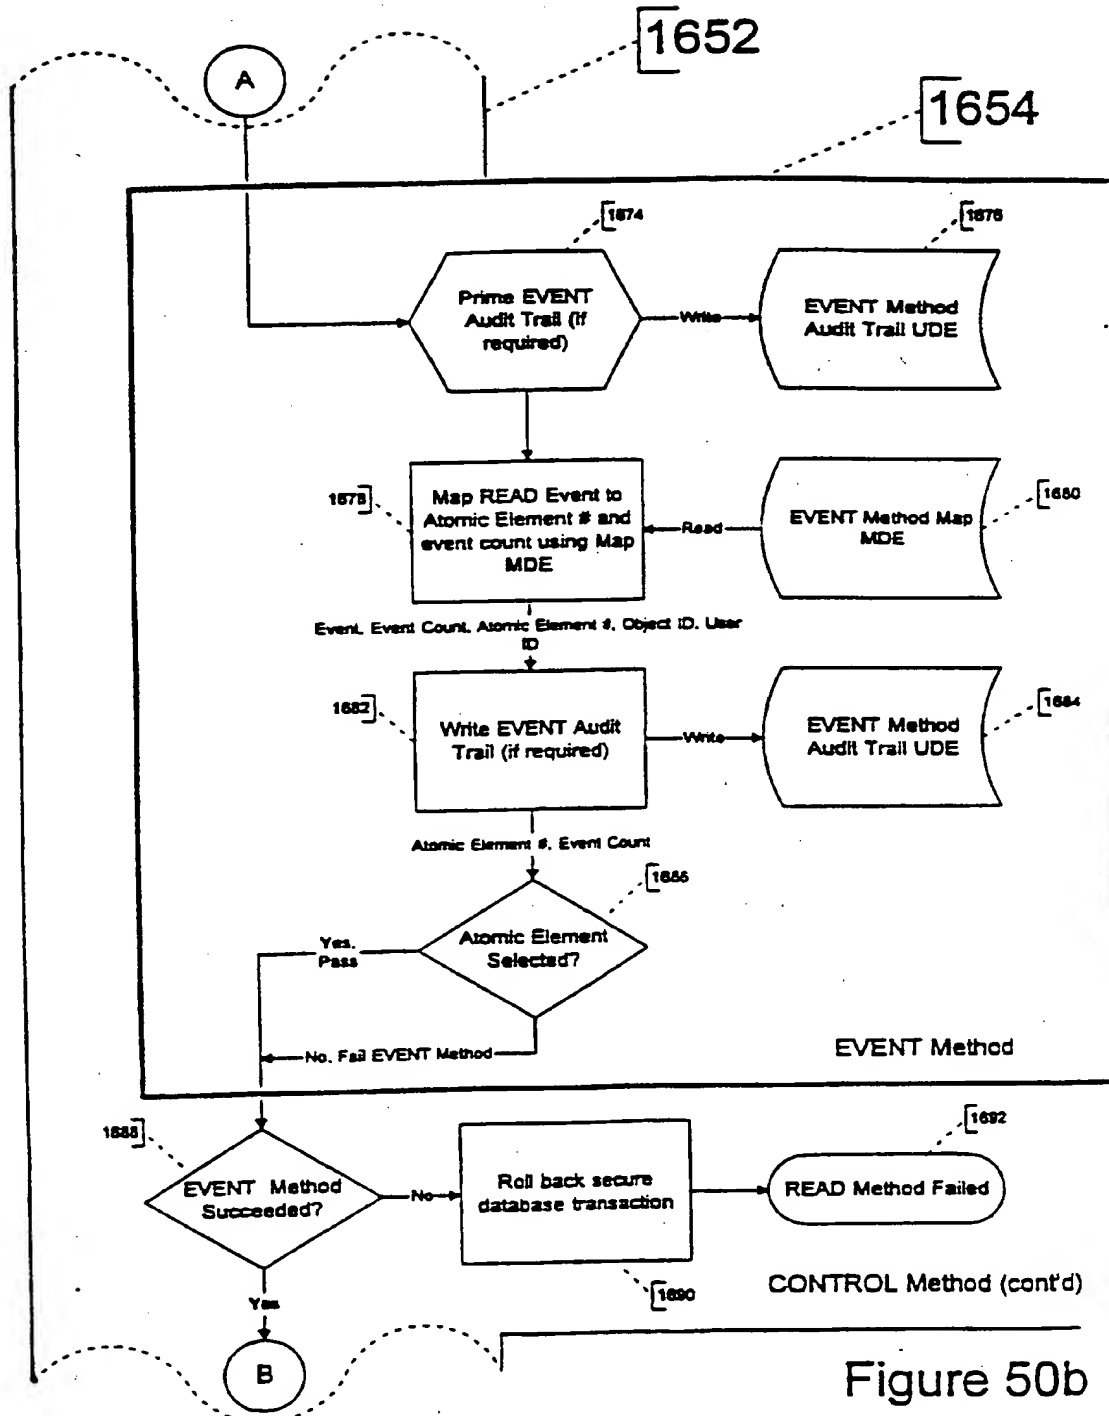 1652
A
1654
1674
1676
Prime EVENT
Audit Trail (if
required)
Write
EVENT Method
Audit Trail UDE
1678
Map READ Event to
Atomic Element # and
event count using Map
MDE
Read
EVENT Method Map
MDE
1680
Event, Event Count, Atomic Element #, Object ID, User
ID
1682
Write EVENT Audit
Trail (if required)
Write
EVENT Method
Audit Trail UDE
1684
Atomic Element #, Event Count
1686
Yes,
Pass
Atomic Element
Selected?
No, Fail EVENT Method
EVENT Method
1688
EVENT Method
Succeeded?
No
Roll back secure
database transaction
1692
READ Method Failed
1690
CONTROL Method (cont'd)
Yes
B
Figure 50b